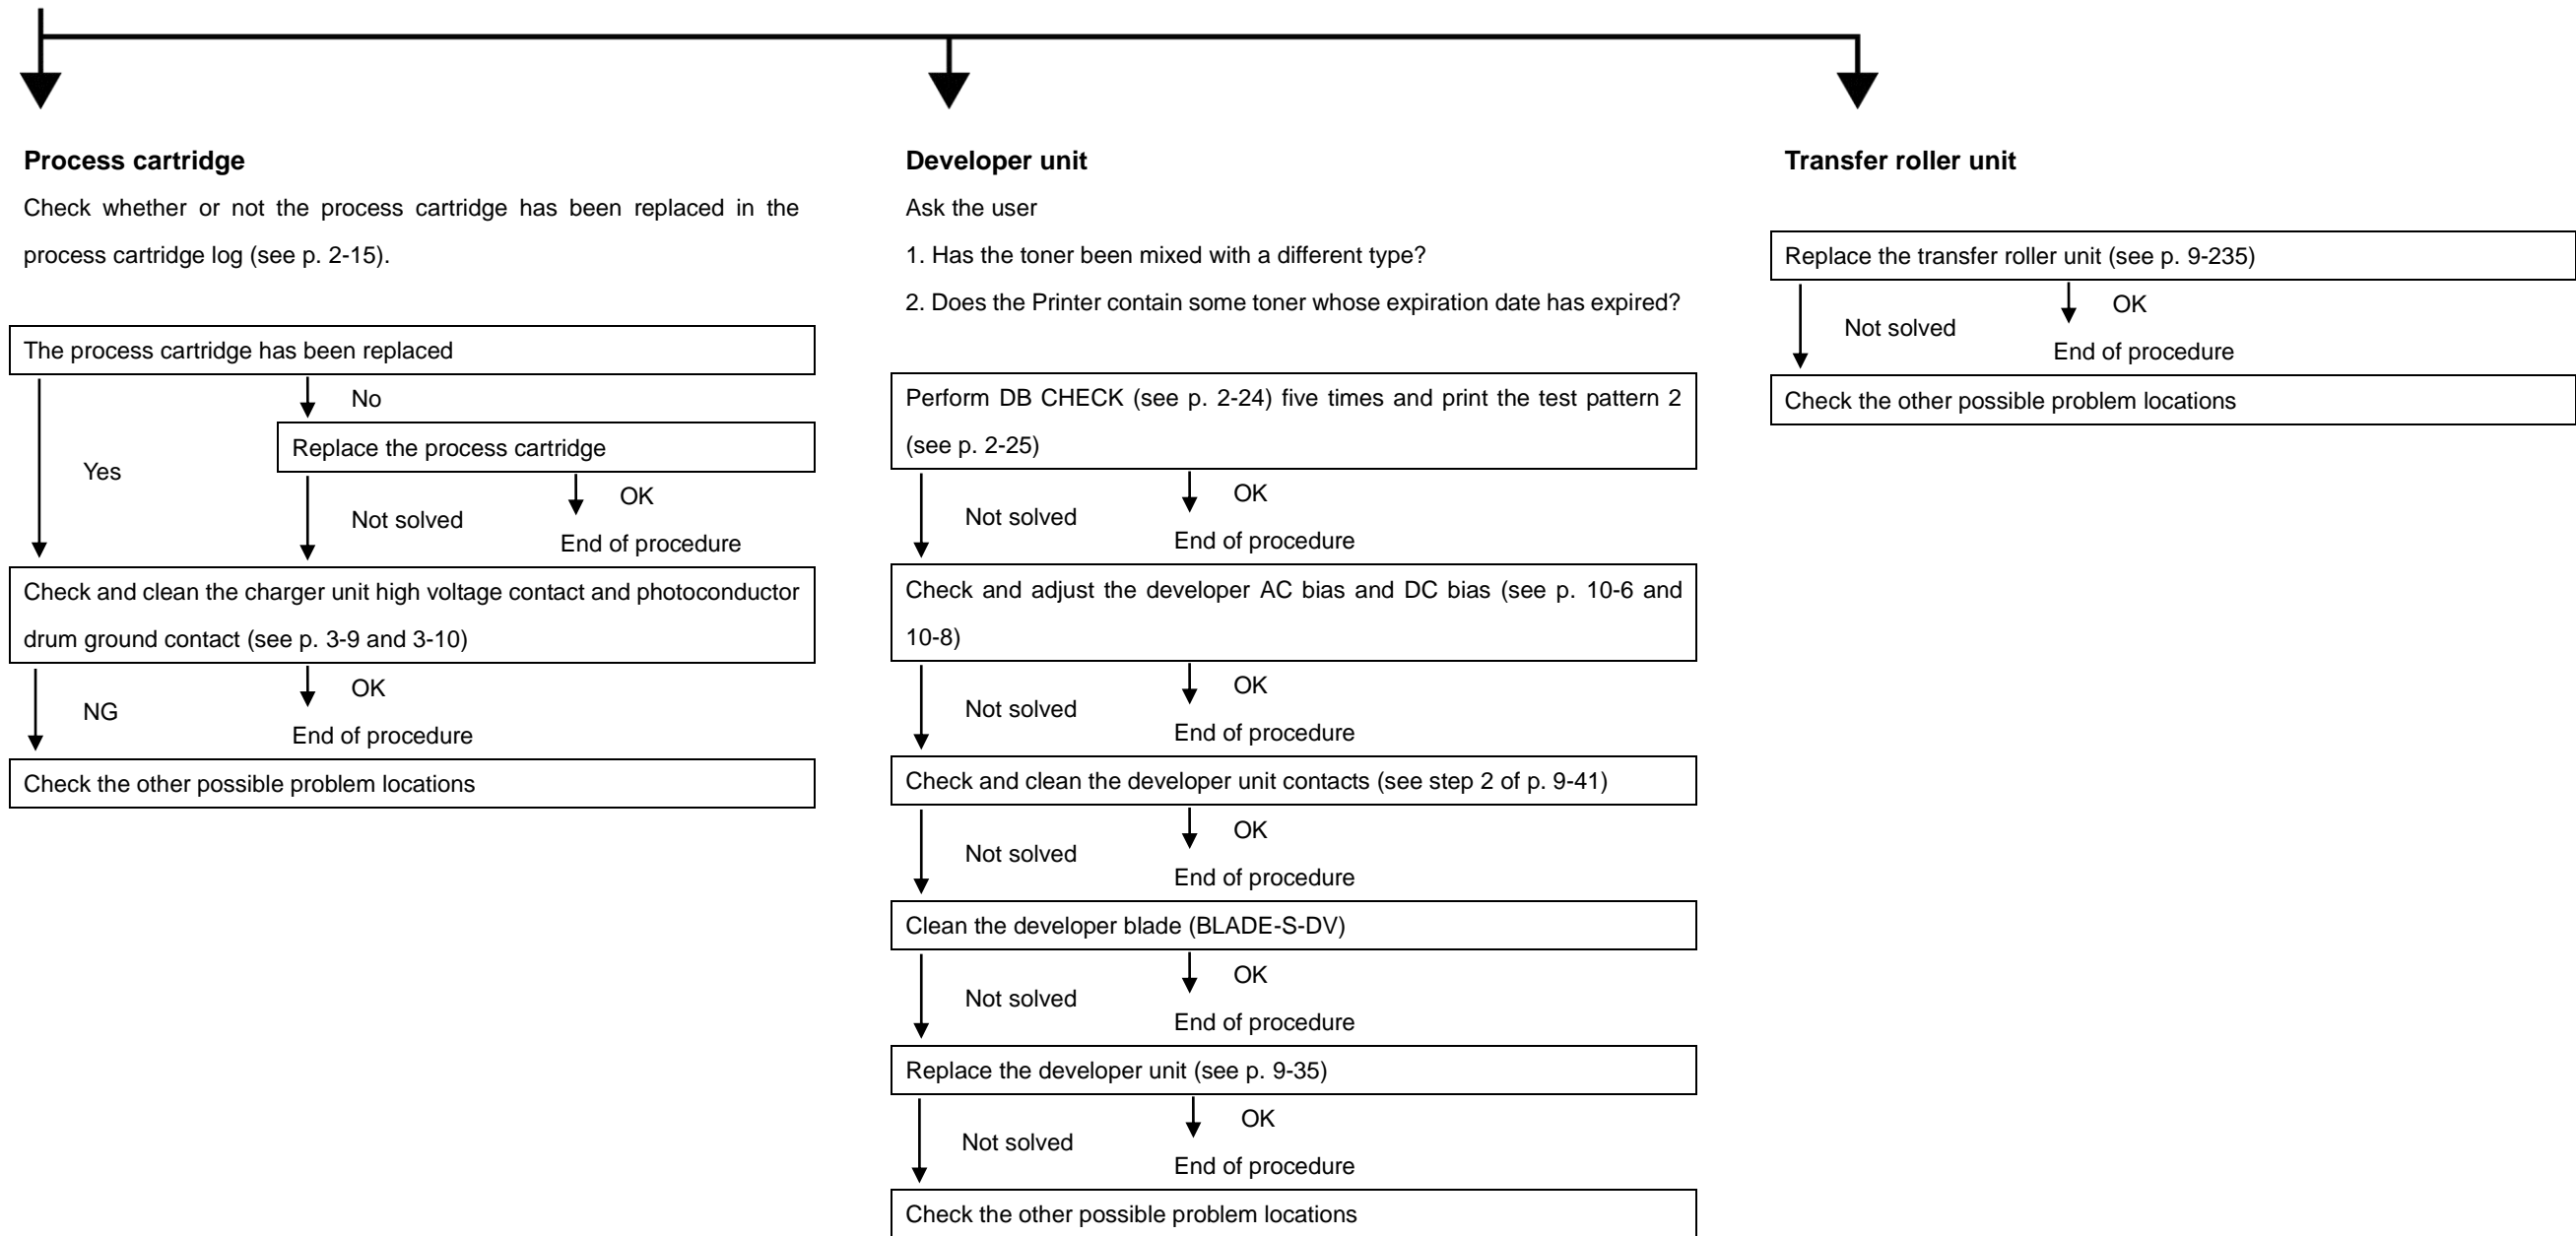 Process cartridge
Check whether or not the process cartridge has been replaced in the
process cartridge log (see p. 2-15).
The process cartridge has been replaced
No
Replace the process cartridge
Yes
OK
Not solved
End of procedure
Check and clean the charger unit high voltage contact and photoconductor
drum ground contact (see p. 3-9 and 3-10)
OK
NG
End of procedure
Check the other possible problem locations
Developer unit
Ask the user
1. Has the toner been mixed with a different type?
2. Does the Printer contain some toner whose expiration date has expired?
Perform DB CHECK (see p. 2-24) five times and print the test pattern 2
(see p. 2-25)
OK
Not solved
End of procedure
Check and adjust the developer AC bias and DC bias (see p. 10-6 and
10-8)
OK
Not solved
End of procedure
Check and clean the developer unit contacts (see step 2 of p. 9-41)
OK
Not solved
End of procedure
Clean the developer blade (BLADE-S-DV)
OK
Not solved
End of procedure
Replace the developer unit (see p. 9-35)
OK
Not solved
End of procedure
Check the other possible problem locations
Transfer roller unit
Replace the transfer roller unit (see p. 9-235)
OK
Not solved
End of procedure
Check the other possible problem locations